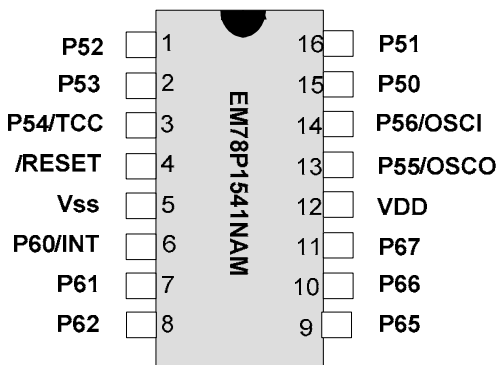 P52 1 16 P51
P53 2 15 P50
P54/TCC 3 14 P56/OSCI
/RESET 4 13 P55/OSCO
Vss 5 12 VDD
P60/INT 6 11 P67
P61 7 10 P66
P62 8 9 P65
EM78P1541NAM